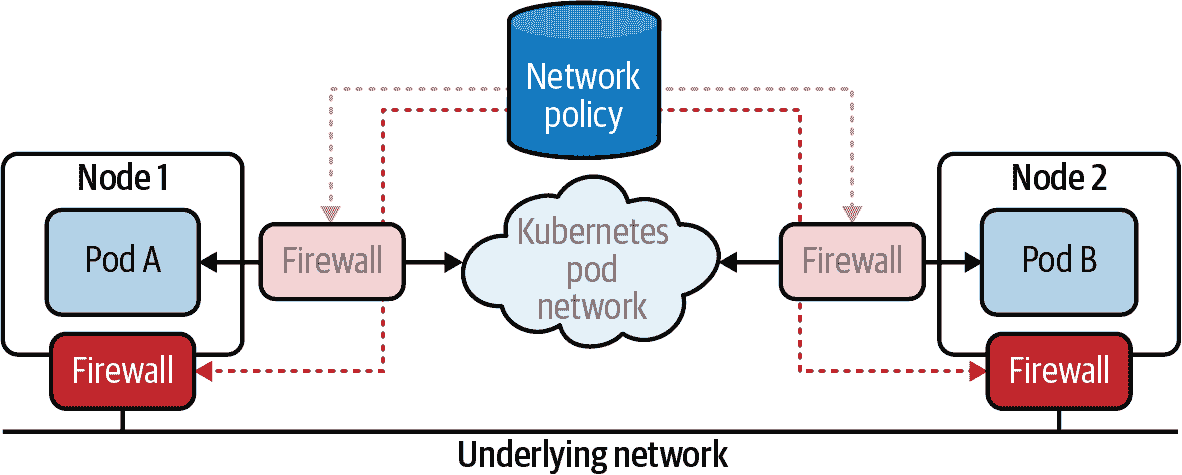 Network
policy
Node 1
Node 2
Pod A
Firewall
Kubernetes
pod
network
Firewall
Pod B
Firewall
Firewall
Underlying network